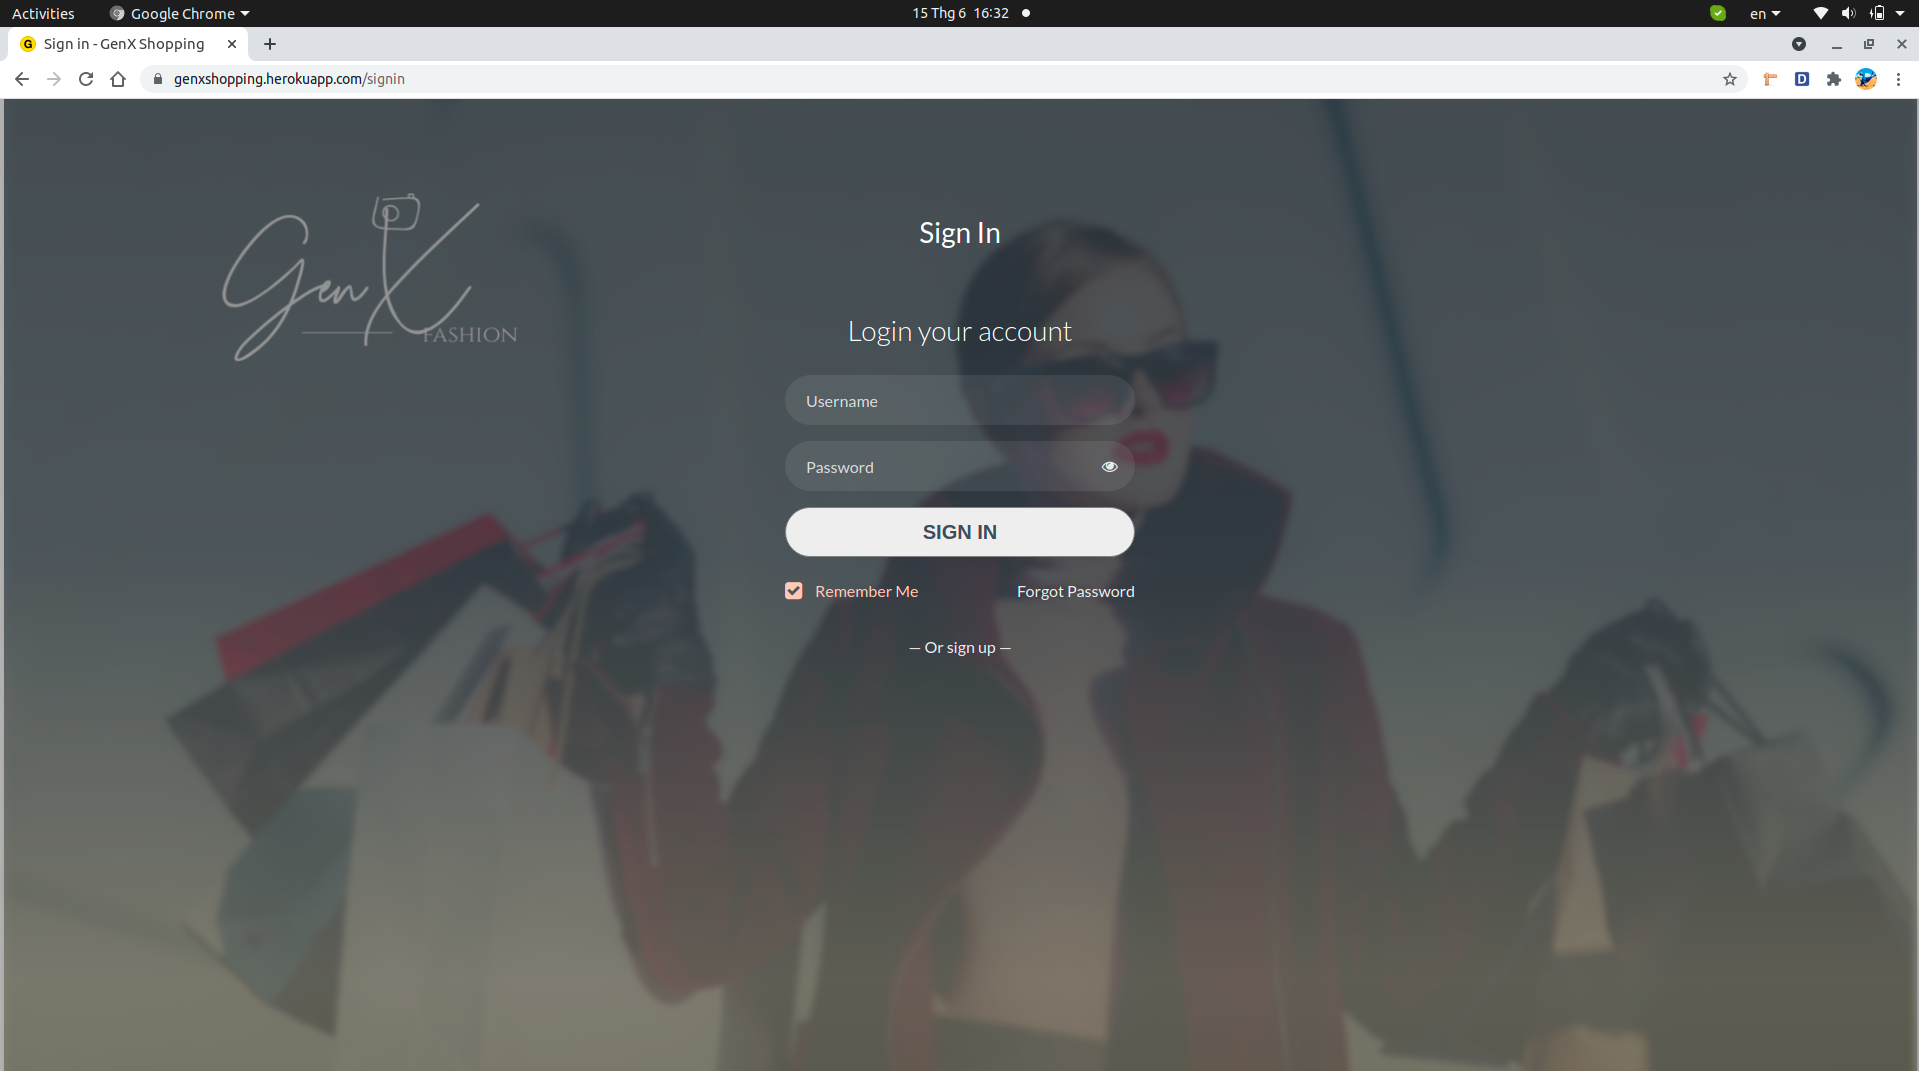 Activities
Google Chrome
15 Thg 6 16:32
en
G
Sign in - GenX Shopping
genxshopping.herokuapp.com/signin
D
GenX
FASHION
Sign In
Login your account
Username
Password
SIGN IN
Remember Me
Forgot Password
— Or sign up —